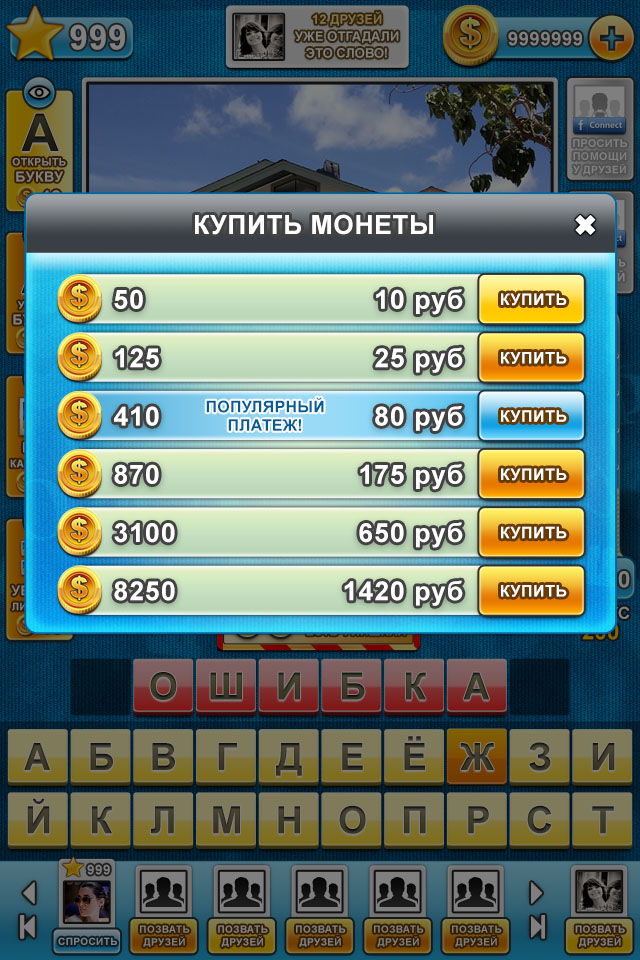 999
12 ДРУЗЕЙ
УЖЕ ОТГАДАЛИ
ЭТО СЛОВО!
9999999
А
ОТКРЫТЬ
БУКВУ
f Connect
ПРОСИТЬ
ПОМОЩИ
У ДРУЗЕЙ
КУПИТЬ МОНЕТЫ
50 10 руб КУПИТЬ
125 25 руб КУПИТЬ
410 ПОПУЛЯРНЫЙ ПЛАТЕЖ! 80 руб КУПИТЬ
870 175 руб КУПИТЬ
3100 650 руб КУПИТЬ
8250 1420 руб КУПИТЬ
ОШИБКА
А Б В Г Д Е Ё Ж З И
Й К Л М Н О П Р С Т
999
СПРОСИТЬ
ПОЗВАТЬ ДРУЗЕЙ
ПОЗВАТЬ ДРУЗЕЙ
ПОЗВАТЬ ДРУЗЕЙ
ПОЗВАТЬ ДРУЗЕЙ
ПОЗВАТЬ ДРУЗЕЙ
ПОЗВАТЬ ДРУЗЕЙ